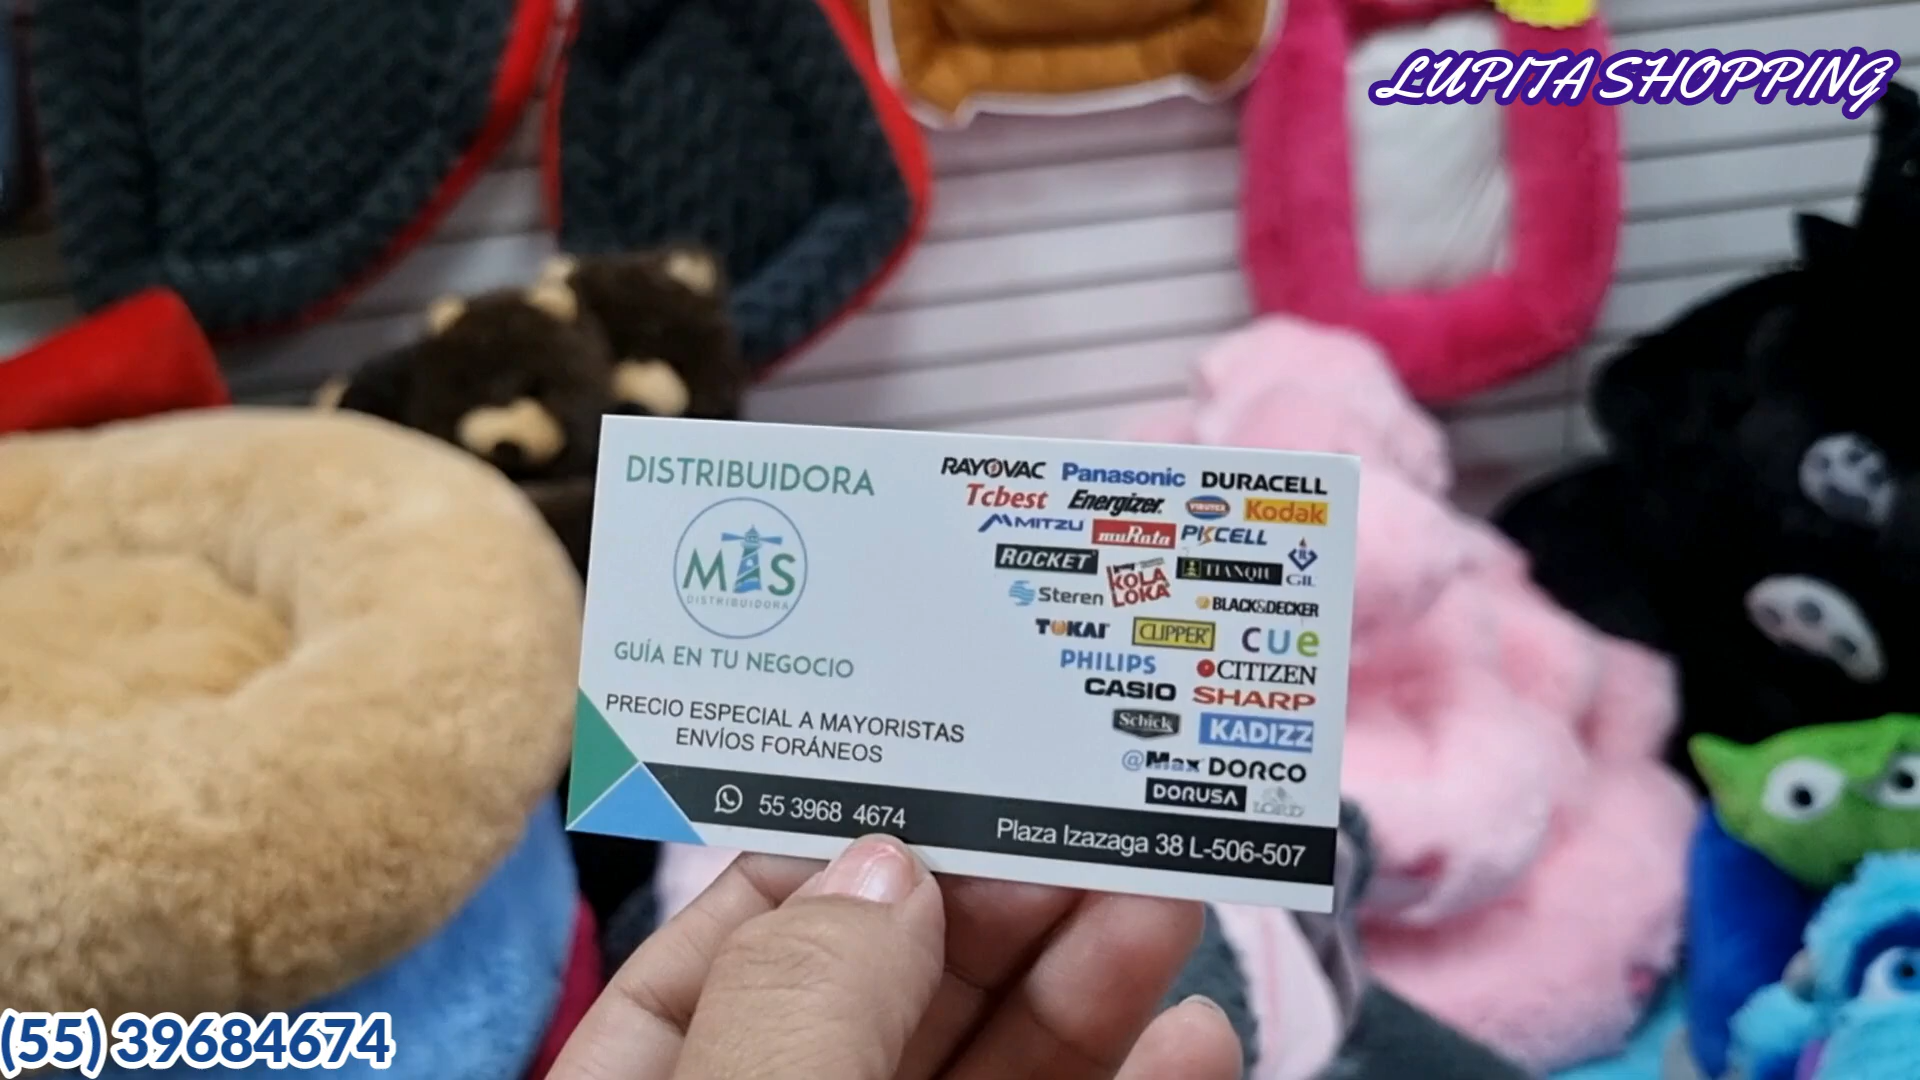 LUPITA SHOPPING
DISTRIBUIDORA
MIS
DISTRIBUIDORA
GUÍA EN TU NEGOCIO
PRECIO ESPECIAL A MAYORISTAS
ENVÍOS FORÁNEOS
55 3968 4674
Plaza Izazaga 38 L-506-507
RAYOVAC Panasonic DURACELL
Tcbest Energizer Kodak
MITZU muRata PKCELL
ROCKET KOLA LOKA TIANQIU GIL
Steren BLACK&DECKER
TOKAI CLIPPER cue
PHILIPS CITIZEN
CASIO SHARP
Schick KADIZZ
@Max DORCO
DORUSA
(55) 39684674